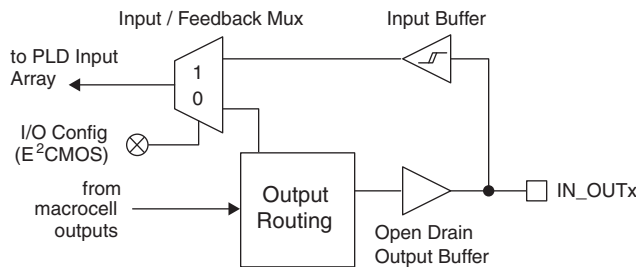 Input / Feedback Mux
Input Buffer
to PLD Input
Array
1
0
I/O Config
(E²CMOS)
from
macrocell
outputs
Output
Routing
IN_OUTx
Open Drain
Output Buffer